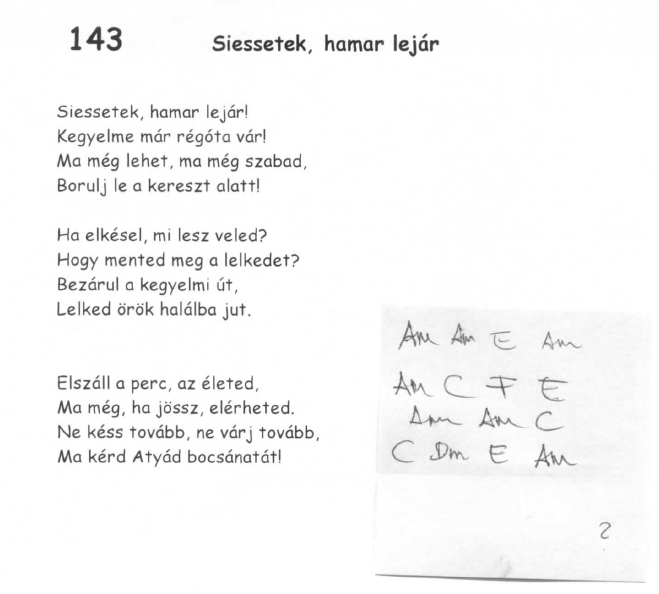 143 Siessetek, hamar lejár
Siessetek, hamar lejár!
Kegyelme már régóta vár!
Ma még lehet, ma még szabad,
Borulj le a kereszt alatt!
Ha elkésel, mi lesz veled?
Hogy mented meg a lelkedet?
Bezárul a kegyelmi út,
Lelked örök halálba jut.
Elszáll a perc, az életed,
Ma még, ha jössz, elérheted.
Ne késs tovább, ne várj tovább,
Ma kérd Atyád bocsánatát!
Am Am E Am
Am C F E
Am Am C
C Dm E Am
?